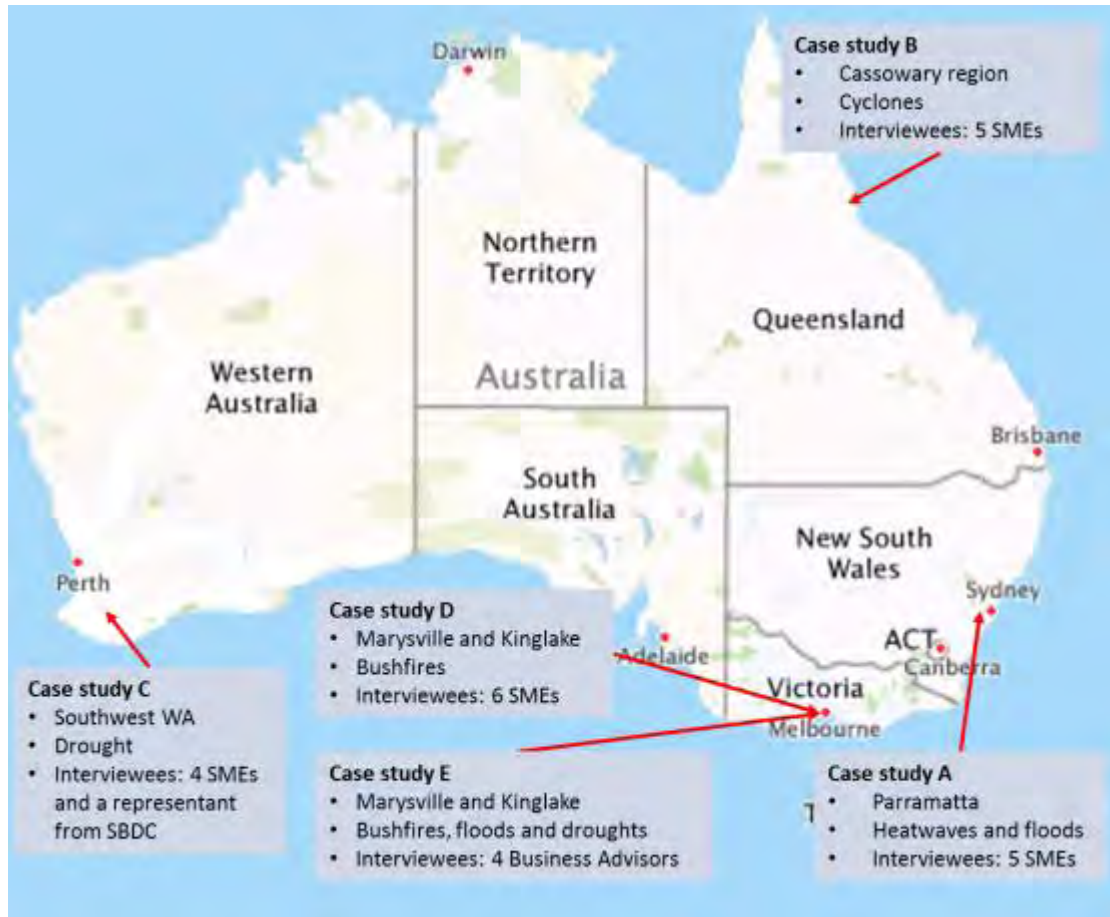 Darwin
Case study B
• Cassowary region
• Cyclones
• Interviewees: 5 SMEs
Northern
Territory
Queensland
Western
Australia
Australia
Brisbane
South
Australia
New South
Wales
Perth
Sydney
Case study D
• Marysville and Kinglake
• Bushfires
• Interviewees: 6 SMEs
Adelaide
ACT
Canberra
Victoria
Melbourne
Case study C
• Southwest WA
• Drought
• Interviewees: 4 SMEs
and a representant
from SBDC
Case study E
• Marysville and Kinglake
• Bushfires, floods and droughts
• Interviewees: 4 Business Advisors
T
Case study A
• Parramatta
• Heatwaves and floods
• Interviewees: 5 SMEs